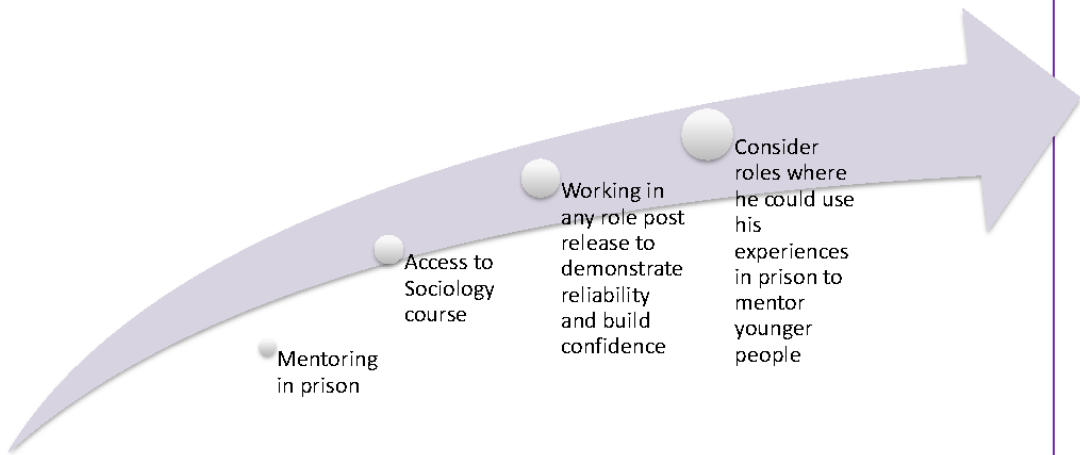 Mentoring
in prison
Access to
Sociology
course
Working in
any role post
release to
demonstrate
reliability
and build
confidence
Consider
roles where
he could use
his
experiences
in prison to
mentor
younger
people